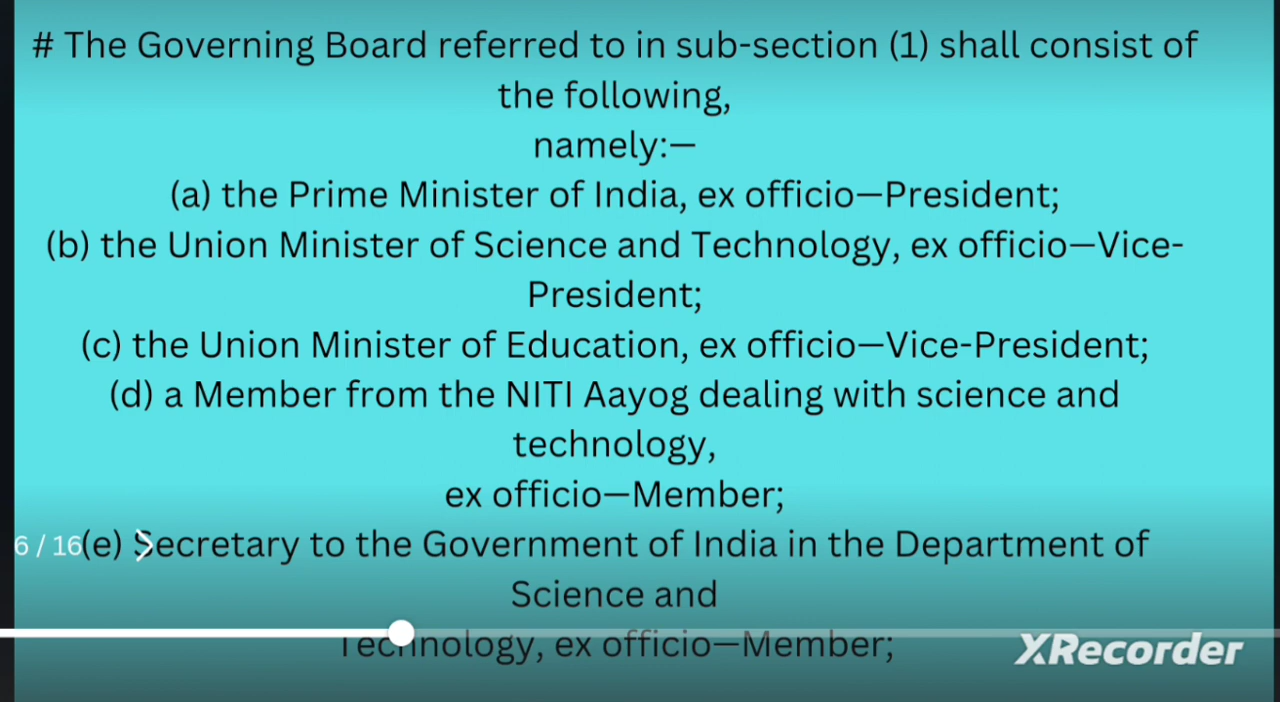 # The Governing Board referred to in sub-section (1) shall consist of
the following,
namely:—
(a) the Prime Minister of India, ex officio—President;
(b) the Union Minister of Science and Technology, ex officio—Vice-
President;
(c) the Union Minister of Education, ex officio—Vice-President;
(d) a Member from the NITI Aayog dealing with science and
technology,
ex officio—Member;
6 / 16 (e) Secretary to the Government of India in the Department of
Science and
Technology, ex officio—Member;
XRecorder